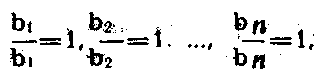 b₁/b₁ = 1, b₂/b₂ = 1. ..., bₙ/bₙ = 1,